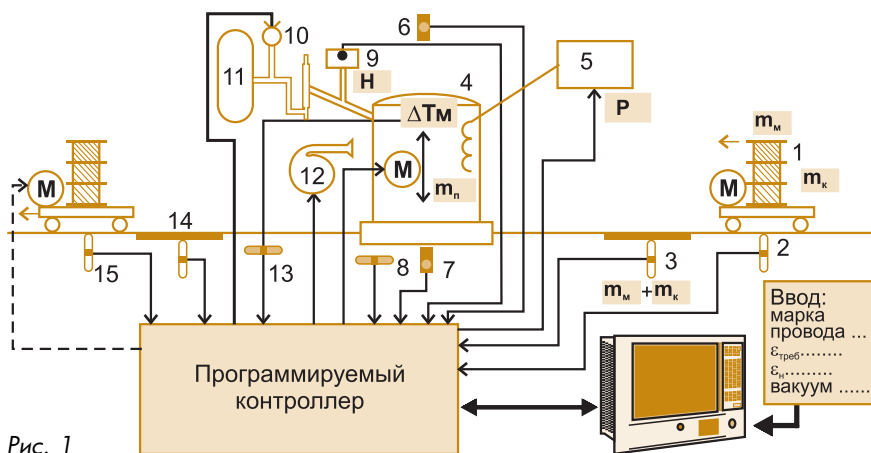 6
10
9
5
11
H
4
ΔTм
P
mм
1
M
12
M
mп
M
mк
14
15
13
8
7
3
2
mм + mк
Ввод:
марка
провода ...
εтреб........
εн.........
вакуум ......
Программируемый
контроллер
Рис. 1